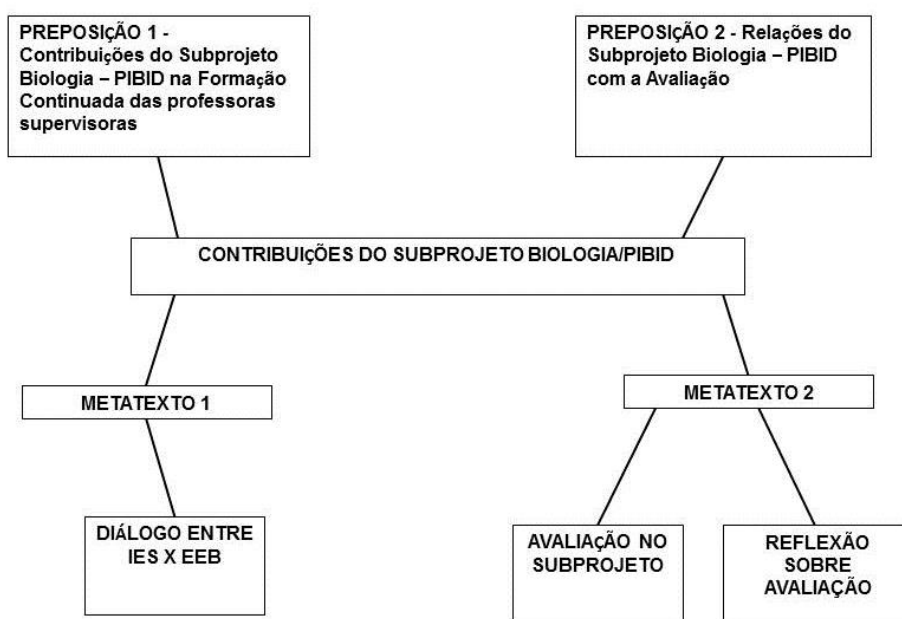 PREPOSIÇÃO 1 -
Contribuições do Subprojeto
Biologia – PIBID na Formação
Continuada das professoras
supervisoras
PREPOSIÇÃO 2 - Relações do
Subprojeto Biologia – PIBID
com a Avaliação
CONTRIBUIÇÕES DO SUBPROJETO BIOLOGIA/PIBID
METATEXTO 1
METATEXTO 2
DIÁLOGO ENTRE
IES X EEB
AVALIAÇÃO NO
SUBPROJETO
REFLEXÃO
SOBRE
AVALIAÇÃO